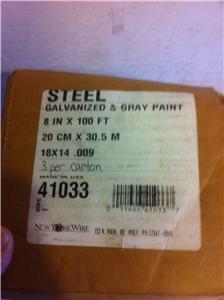 STEEL
GALVANIZED & GRAY PAINT
8 IN X 100 FT
20 CM X 30.5 M
18X14 .009
3 per carton
MADE IN USA
41033
NEW YORK WIRE